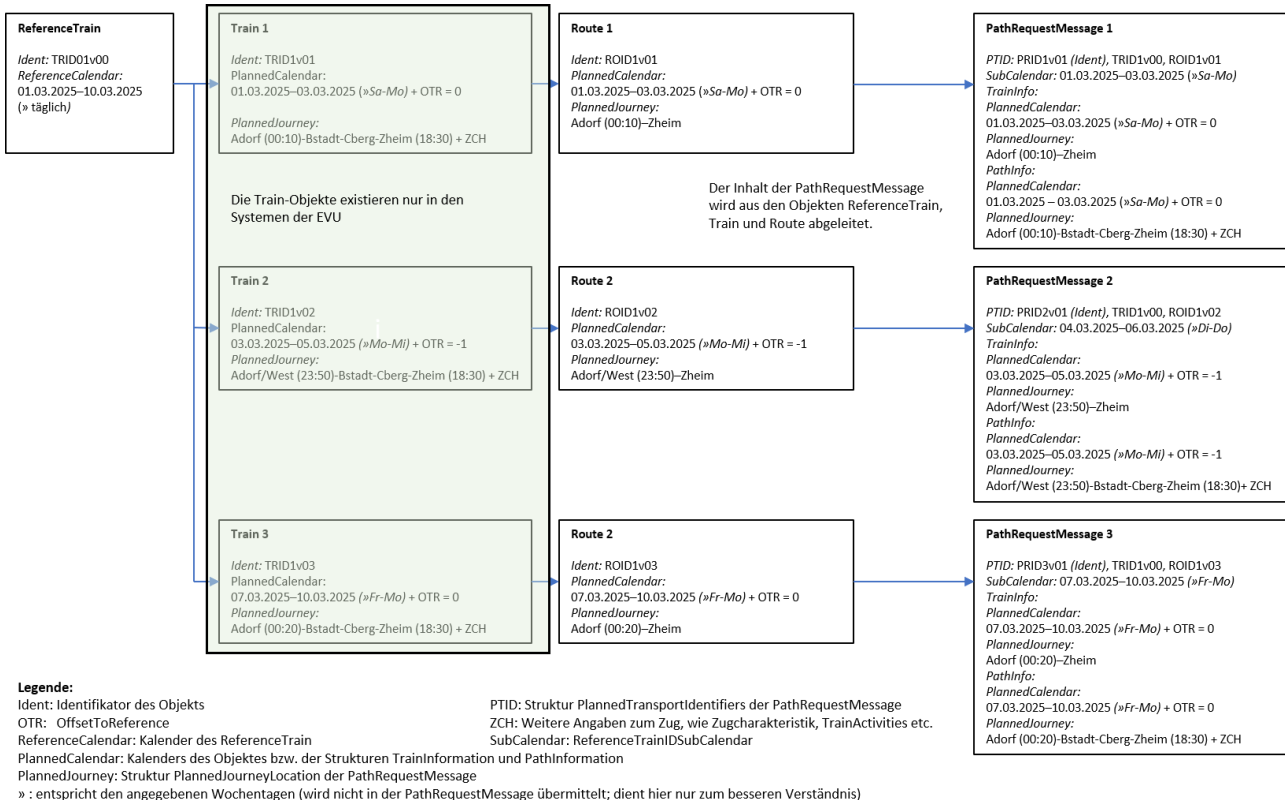 ReferenceTrain
Ident: TRID01v00
ReferenceCalendar:
01.03.2025–10.03.2025
(» täglich)
Train 1
Ident: TRID1v01
PlannedCalendar:
01.03.2025–03.03.2025 (»Sa-Mo) + OTR = 0
PlannedJourney:
Adorf (00:10)-Bstadt-Cberg-Zheim (18:30) + ZCH
Route 1
Ident: ROID1v01
PlannedCalendar:
01.03.2025–03.03.2025 (»Sa-Mo) + OTR = 0
PlannedJourney:
Adorf (00:10)–Zheim
PathRequestMessage 1
PTID: PRID1v01 (Ident), TRID1v00, ROID1v01
SubCalendar: 01.03.2025–03.03.2025 (»Sa-Mo)
TrainInfo:
PlannedCalendar:
01.03.2025–03.03.2025 (»Sa-Mo) + OTR = 0
PlannedJourney:
Adorf (00:10)–Zheim
PathInfo:
PlannedCalendar:
01.03.2025 – 03.03.2025 (»Sa-Mo) + OTR = 0
PlannedJourney:
Adorf (00:10)-Bstadt-Cberg-Zheim (18:30) + ZCH
Die Train-Objekte existieren nur in den
Systemen der EVU
Der Inhalt der PathRequestMessage
wird aus den Objekten ReferenceTrain,
Train und Route abgeleitet.
Train 2
Ident: TRID1v02
PlannedCalendar:
03.03.2025–05.03.2025 (»Mo-Mi) + OTR = -1
PlannedJourney:
Adorf/West (23:50)-Bstadt-Cberg-Zheim (18:30) + ZCH
i
Route 2
Ident: ROID1v02
PlannedCalendar:
03.03.2025–05.03.2025 (»Mo-Mi) + OTR = -1
PlannedJourney:
Adorf/West (23:50)–Zheim
PathRequestMessage 2
PTID: PRID2v01 (Ident), TRID1v00, ROID1v02
SubCalendar: 04.03.2025–06.03.2025 (»Di-Do)
TrainInfo:
PlannedCalendar:
03.03.2025–05.03.2025 (»Mo-Mi) + OTR = -1
PlannedJourney:
Adorf/West (23:50)–Zheim
PathInfo:
PlannedCalendar:
03.03.2025–05.03.2025 (»Mo-Mi) + OTR = -1
PlannedJourney:
Adorf/West (23:50)-Bstadt-Cberg-Zheim (18:30)+ ZCH
Train 3
Ident: TRID1v03
PlannedCalendar:
07.03.2025–10.03.2025 (»Fr-Mo) + OTR = 0
PlannedJourney:
Adorf (00:20)-Bstadt-Cberg-Zheim (18:30) + ZCH
Route 2
Ident: ROID1v03
PlannedCalendar:
07.03.2025–10.03.2025 (»Fr-Mo) + OTR = 0
PlannedJourney:
Adorf (00:20)–Zheim
PathRequestMessage 3
PTID: PRID3v01 (Ident), TRID1v00, ROID1v03
SubCalendar: 07.03.2025–10.03.2025 (»Fr-Mo)
TrainInfo:
PlannedCalendar:
07.03.2025–10.03.2025 (»Fr-Mo) + OTR = 0
PlannedJourney:
Adorf (00:20)–Zheim
PathInfo:
PlannedCalendar:
07.03.2025–10.03.2025 (»Fr-Mo) + OTR = 0
PlannedJourney:
Adorf (00:20)-Bstadt-Cberg-Zheim (18:30) + ZCH
Legende:
Ident: Identifikator des Objekts
OTR: OffsetToReference
ReferenceCalendar: Kalender des ReferenceTrain
PTID: Struktur PlannedTransportIdentifiers der PathRequestMessage
ZCH: Weitere Angaben zum Zug, wie Zugcharakteristik, TrainActivities etc.
SubCalendar: ReferenceTrainIDSubCalendar
PlannedCalendar: Kalenders des Objektes bzw. der Strukturen TrainInformation und PathInformation
PlannedJourney: Struktur PlannedJourneyLocation der PathRequestMessage
» : entspricht den angegebenen Wochentagen (wird nicht in der PathRequestMessage übermittelt; dient hier nur zum besseren Verständnis)